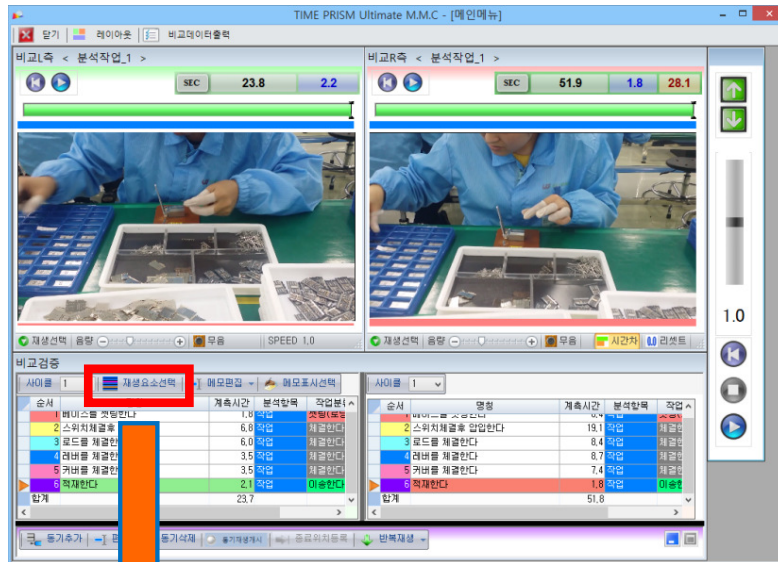 TIME PRISM Ultimate M.M.C - [메인메뉴]
닫기 레이아웃 비교데이터출력
비교L측 < 분석작업_1 >
SEC 23.8 2.2
재생선택 음량 무음 SPEED 1.0
비교R측 < 분석작업_1 >
SEC 51.9 1.8 28.1
재생선택 음량 무음 시간차 0.0 리셋트
1.0
비교검증
사이클 1 재생요소선택 메모편집 메모표시선택
순서 계측시간 분석항목 작업분류
1 베이스를 셋팅한다 1.8 작업
2 스위치체결후 6.8 작업 체결한다
3 로드를 체결한 6.0 작업 체결한
4 레버를 체결한 3.5 작업 체결한
5 커버를 체결한 3.5 작업 체결한
6 적재한다 2.1 작업 이송한다
합계 23.7
사이클 1
순서 명칭 계측시간 분석항목 작업
1 6.4 작업
2 스위치체결후 압입한다 19.1 작업 체결한
3 로드를 체결한다 8.4 작업 체결한
4 레버를 체결한다 8.7 작업 체결한
5 커버를 체결한다 7.4 작업 체결한
6 적재한다 1.8 작업 이송한
합계 51.8
동기추가 동기삭제 동기재생개시 종료위치등록 반복재생